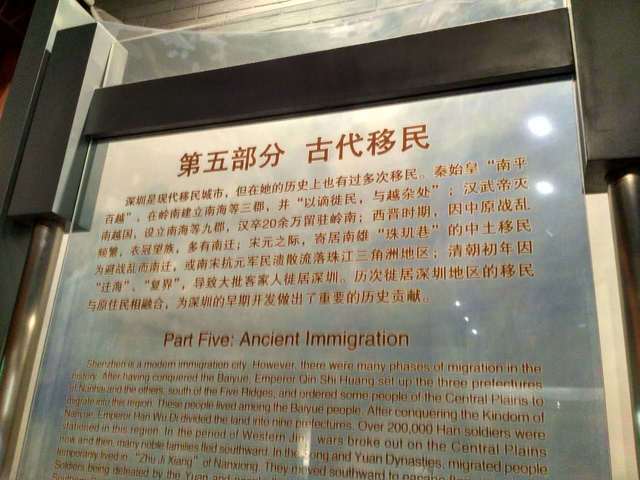 第五部分 古代移民
深圳是现代移民城市，但在她的历史上也有过多次移民。秦始皇“南平
百越”，在岭南建立南海等三郡，并“以谪徙民，与越杂处”；汉武帝灭
南越国，设立南海等九郡，汉卒20余万留驻岭南；西晋时期，因中原战乱
频繁，衣冠望族，多有南迁；宋元之际，寄居南雄“珠玑巷”的中土移民
为避战乱而南迁，或南宋抗元军民溃散流落珠江三角洲地区；清朝初年因
“迁海”、“复界”，导致大批客家人徙居深圳。历次徙居深圳地区的移民
与原住民相融合，为深圳的早期开发做出了重要的历史贡献。
Part Five: Ancient Immigration
Shenzhen is a modern immigration city. However, there were many phases of migration in the
history. After having conquered the Baiyue, Emperor Qin Shi Huang set up the three prefectures
of Nanhai and the others, south of the Five Ridges, and ordered some people of the Central Plains to
migrate into the region. These people lived among the Baiyue people. After conquering the Kindom of
Nanyue, Emperor Han Wu Di divided the land into nine prefectures. Over 200,000 Han soldiers were
stationed in this region. In the period of Western Jin, wars broke out on the Central Plains
now and then, many noble families fled southward. In the Song and Yuan Dynasties, migrated people
temporarily lived in “Zhu Ji Xiang” of Nanxiong. They moved southward to escape
Soldiers being defeated by the Yuan and